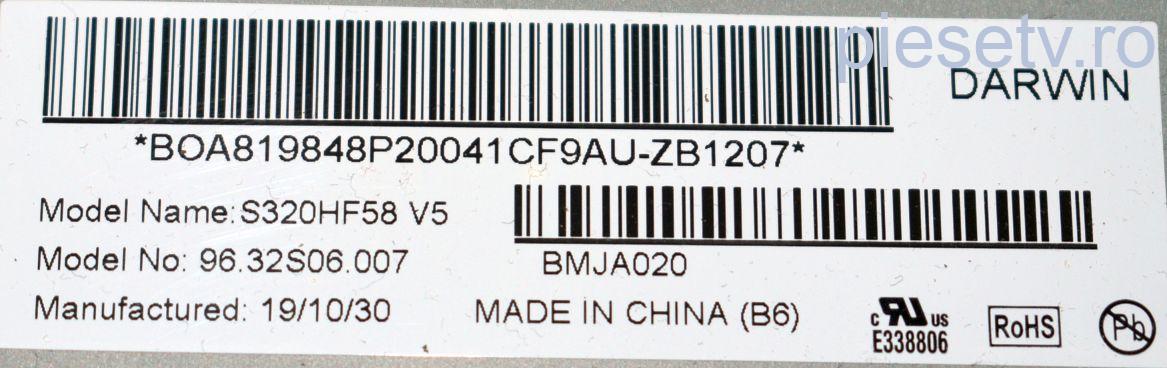 piesetv.ro
DARWIN
*BOA819848P20041CF9AU-ZB1207*
Model Name: S320HF58 V5
Model No: 96.32S06.007
BMJA020
Manufactured: 19/10/30
MADE IN CHINA (B6)
c RU US
E338806
RoHS
Pb